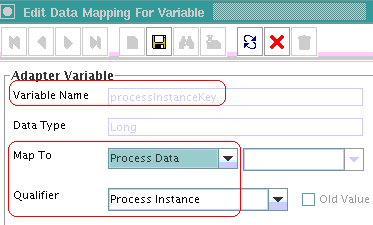 Edit Data Mapping For Variable
Adapter Variable
Variable Name processInstanceKey
Data Type Long
Map To Process Data
Qualifier Process Instance Old Value